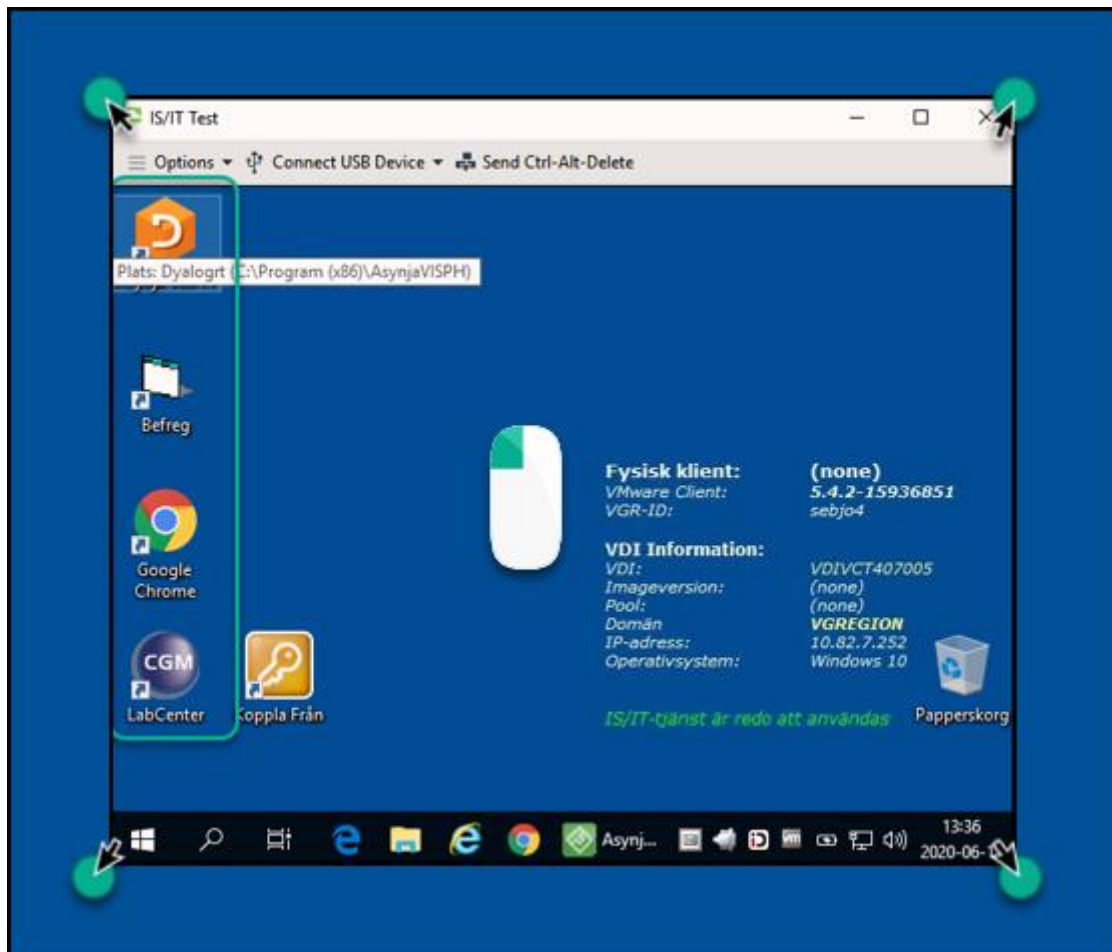 IS/IT Test
Options Connect USB Device Send Ctrl-Alt-Delete
Plats: Dyalogrt (C:\Program (x86)\AsynjaVISPH)
Befreg
Google
Chrome
CGM
LabCenter
Koppla Från
Fysisk klient: (none)
VMware Client: 5.4.2-15936851
VGR-ID: sebjo4
VDI Information:
VDI: VDIVCT407005
Imageversion: (none)
Pool: (none)
Domän VGREGION
IP-adress: 10.82.7.252
Operativsystem: Windows 10
IS/IT-tjänst är redo att användas
Papperskorg
Asynj...
vm
13:36
2020-06-